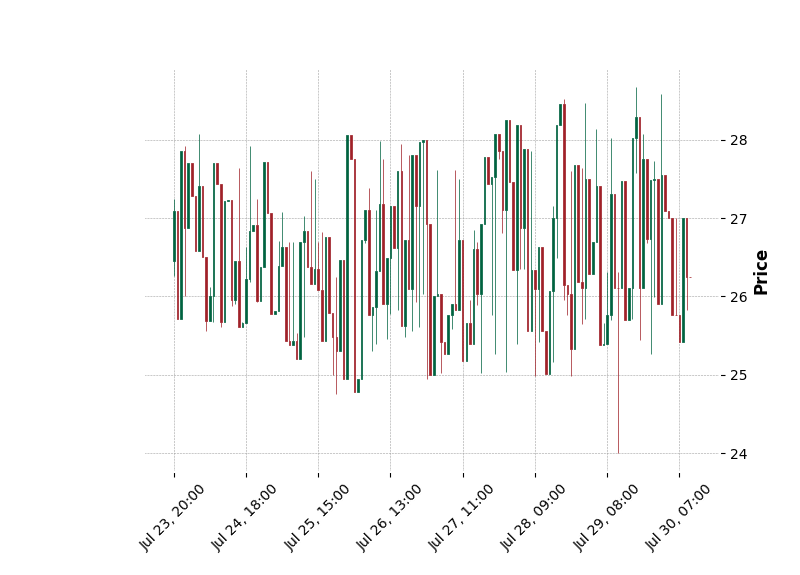 28
27
26
25
24
Price
Jul 23, 20:00
Jul 24, 18:00
Jul 25, 15:00
Jul 26, 13:00
Jul 27, 11:00
Jul 28, 09:00
Jul 29, 08:00
Jul 30, 07:00